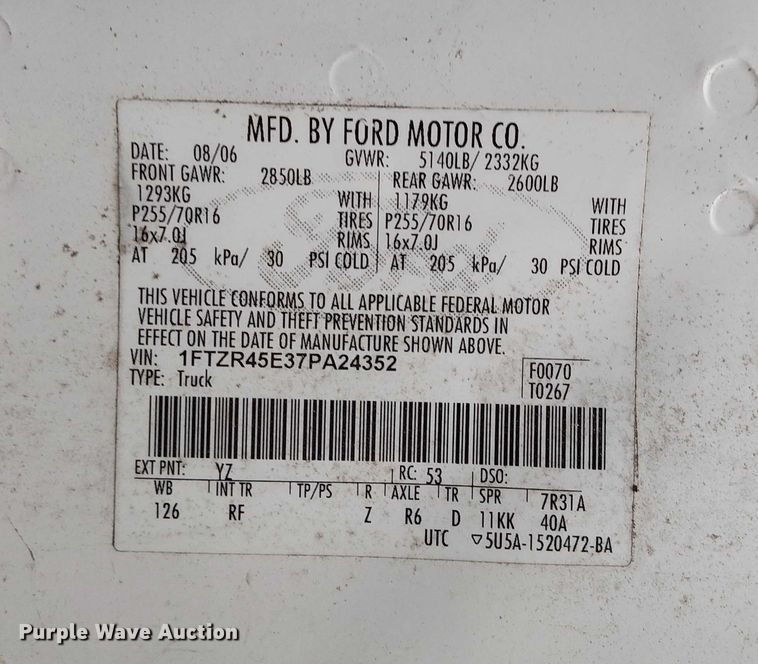 MFD. BY FORD MOTOR CO.
DATE: 08/06 GVWR: 5140LB/ 2332KG
FRONT GAWR: 2850LB REAR GAWR: 2600LB
1293KG WITH 1179KG WITH
P255/70R16 TIRES P255/70R16 TIRES
16x7.0J RIMS 16x7.0J RIMS
AT 205 kPa/ 30 PSI COLD AT 205 kPa/ 30 PSI COLD
Ford
THIS VEHICLE CONFORMS TO ALL APPLICABLE FEDERAL MOTOR
VEHICLE SAFETY AND THEFT PREVENTION STANDARDS IN
EFFECT ON THE DATE OF MANUFACTURE SHOWN ABOVE.
VIN: 1FTZR45E37PA24352 F0070
TYPE: Truck T0267
EXT PNT: YZ RC: 53 DSO:
WB INT TR TP/PS R AXLE TR SPR 7R31A
126 RF Z R6 D 11KK 40A
UTC ▽5U5A-1520472-BA
Purple Wave Auction